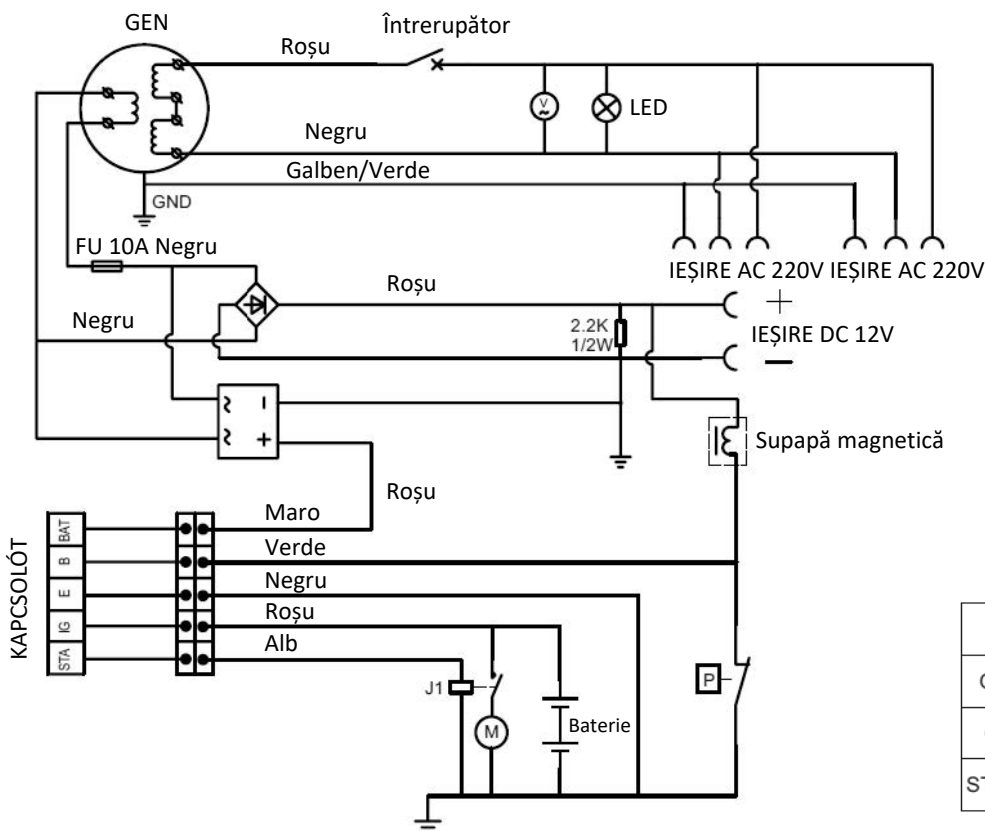 GEN
Întrerupător
Roșu
V
LED
Negru
Galben/Verde
GND
FU 10A Negru
IEȘIRE AC 220V IEȘIRE AC 220V
Roșu
+
Negru
2.2K
1/2W
IEȘIRE DC 12V
−
~ −
~ +
Supapă magnetică
Roșu
KAPCSOLÓT
BAT
Maro
B
Verde
E
Negru
IG
Roșu
STA
Alb
J1
P
M
Baterie
ST